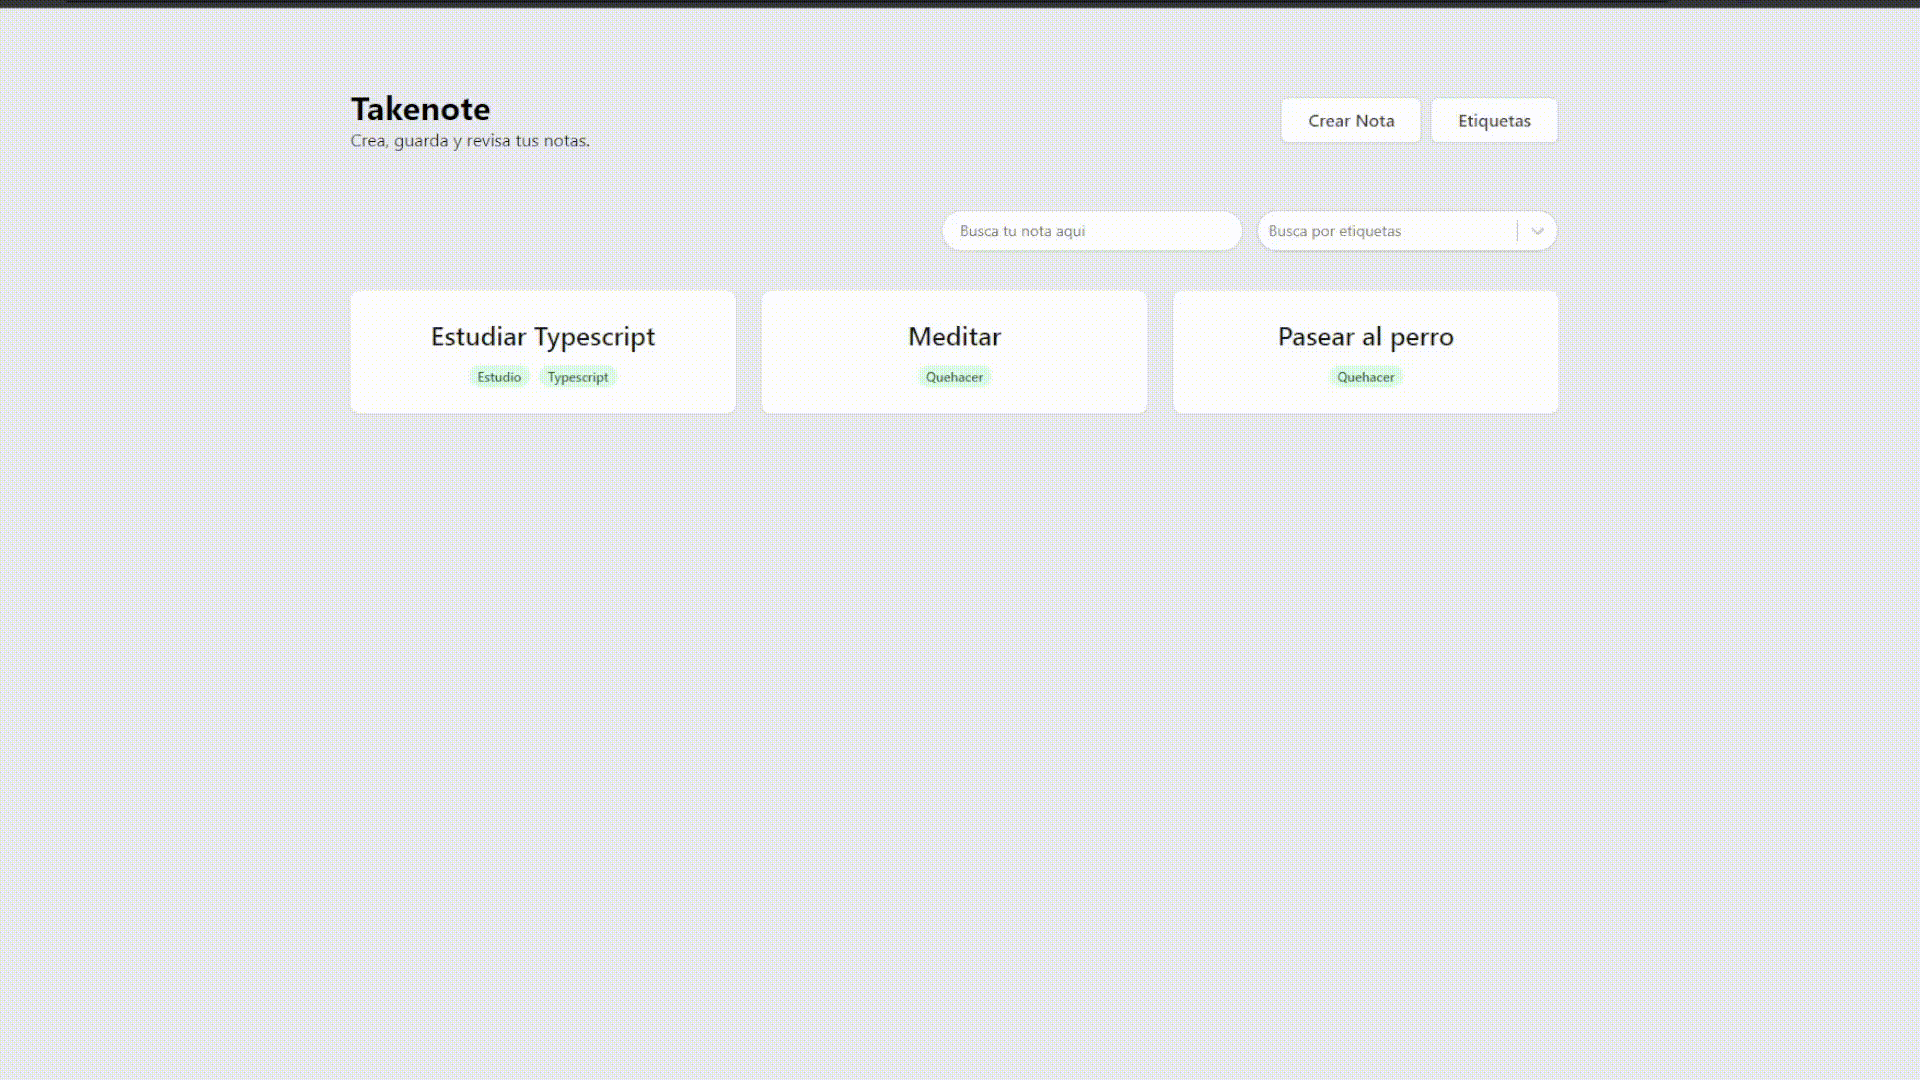 Takenote
Crea, guarda y revisa tus notas.
Crear Nota
Etiquetas
Busca tu nota aqui
Busca por etiquetas
Estudiar Typescript
Estudio Typescript
Meditar
Quehacer
Pasear al perro
Quehacer